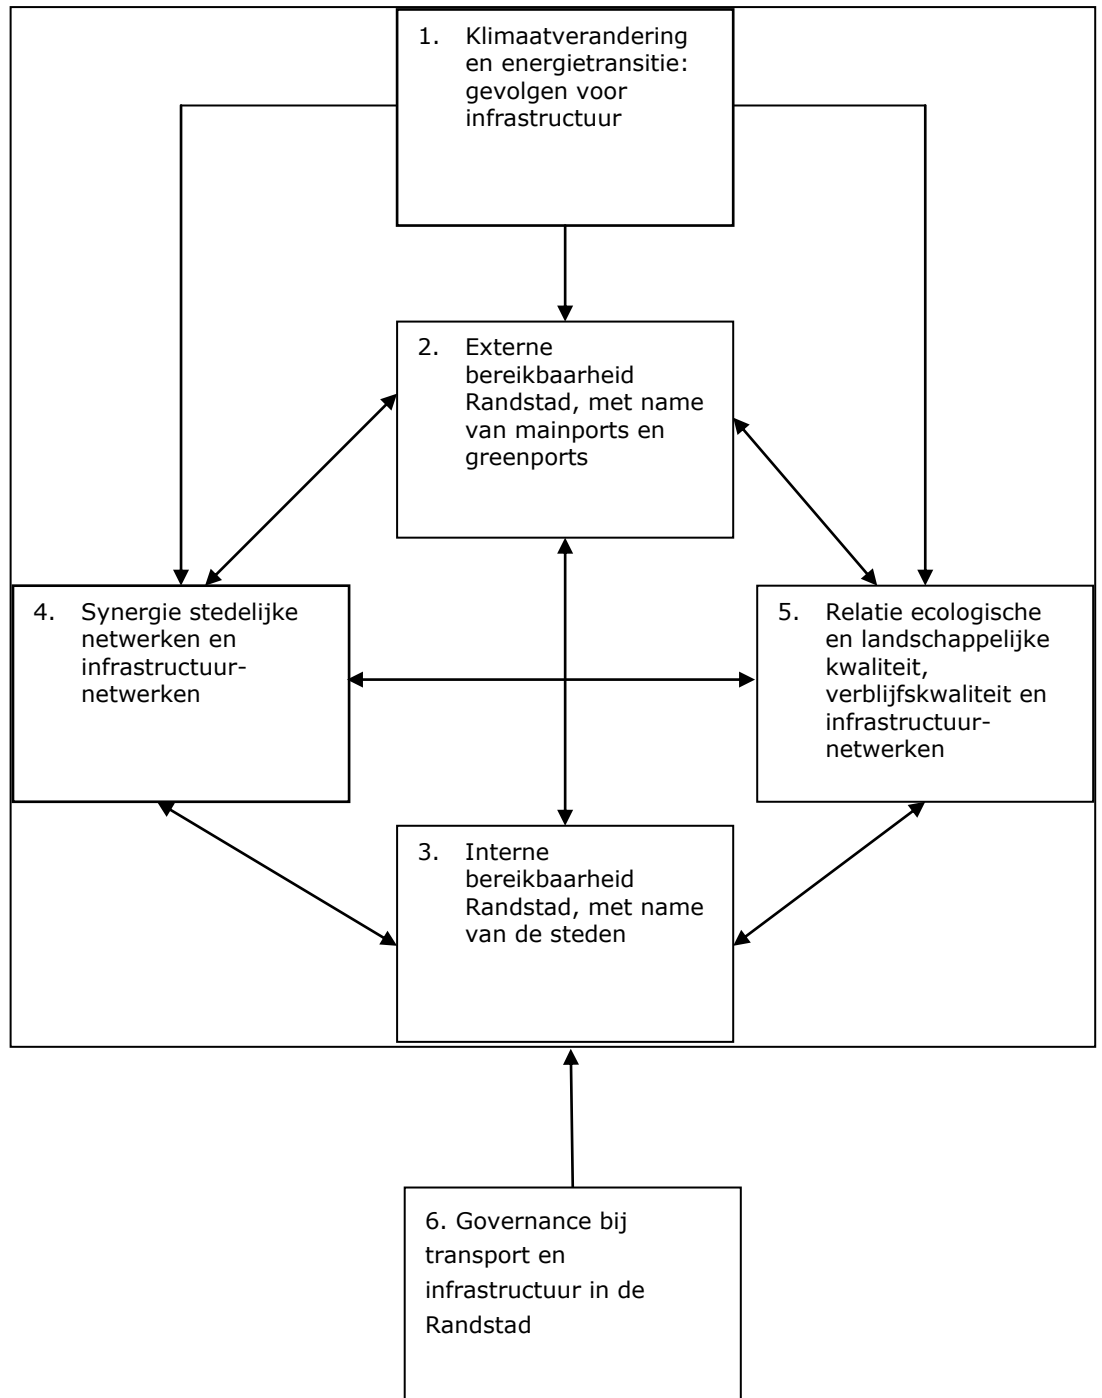 1. Klimaatverandering
en energietransitie:
gevolgen voor
infrastructuur
2. Externe
bereikbaarheid
Randstad, met name
van mainports en
greenports
4. Synergie stedelijke
netwerken en
infrastructuur-
netwerken
5. Relatie ecologische
en landschappelijke
kwaliteit,
verblijfskwaliteit en
infrastructuur-
netwerken
3. Interne
bereikbaarheid
Randstad, met name
van de steden
6. Governance bij
transport en
infrastructuur in de
Randstad